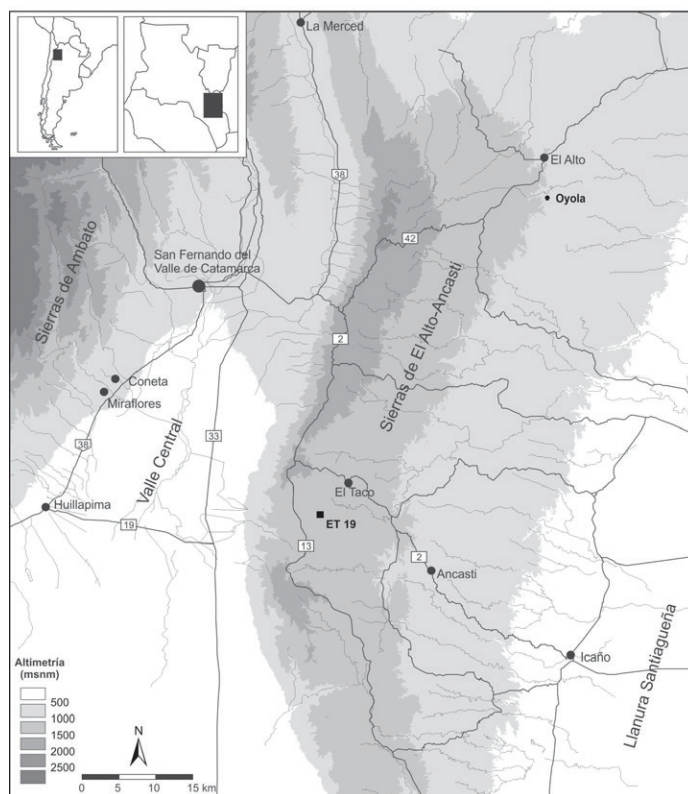 La Merced
38
El Alto
Oyola
42
San Fernando del
Valle de Catamarca
Sierras de Ambato
Sierras de El Alto-Ancasti
2
Coneta
Miraflores
Valle Central
33
38
El Taco
Huillapima
19
ET 19
13
2
Ancasti
Icaño
Llanura Santiagueña
Altimetría
(msnm)
500
1000
1500
2000
2500
N
0 5 10 15 km